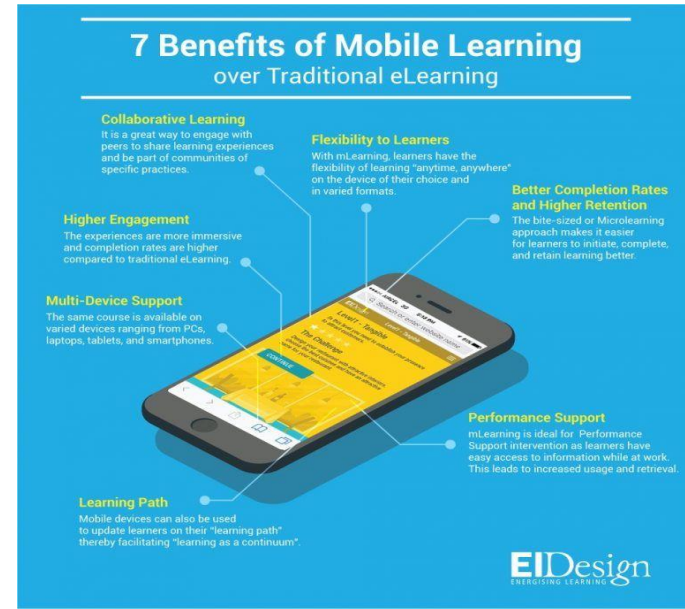 7 Benefits of Mobile Learning
over Traditional eLearning
Collaborative Learning
It is a great way to engage with
peers to share learning experiences
and be part of communities of
specific practices.
Flexibility to Learners
With mLearning, learners have the
flexibility of learning “anytime, anywhere”
on the device of their choice and
in varied formats.
Better Completion Rates
and Higher Retention
The bite-sized or Microlearning
approach makes it easier
for learners to initiate, complete,
and retain learning better.
Higher Engagement
The experiences are more immersive
and completion rates are higher
compared to traditional eLearning.
Multi-Device Support
The same course is available on
varied devices ranging from PCs,
laptops, tablets, and smartphones.
Search or enter website name
Level1 - Tangible
Level1 - Tangible
The Challenge
CONTINUE
Performance Support
mLearning is ideal for Performance
Support intervention as learners have
easy access to information while at work.
This leads to increased usage and retrieval.
Learning Path
Mobile devices can also be used
to update learners on their “learning path”
thereby facilitating “learning as a continuum”.
EIDesign
ENERGISING LEARNING